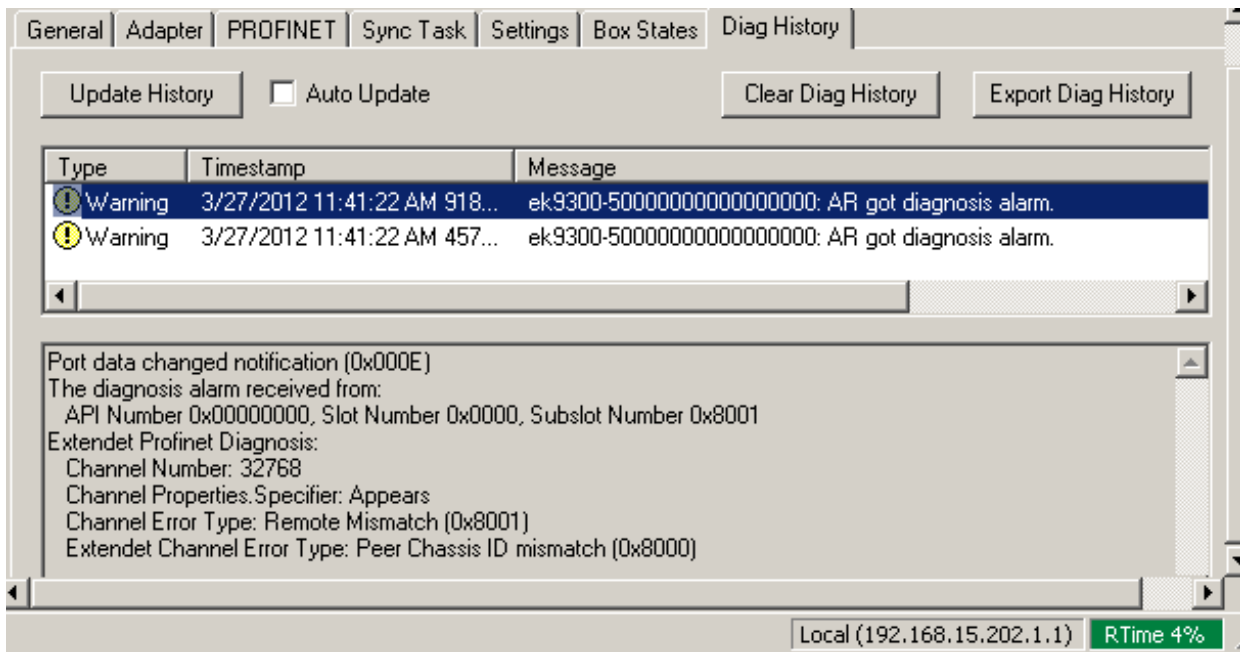 General Adapter PROFINET Sync Task Settings Box States Diag History
Update History Auto Update Clear Diag History Export Diag History
Type Timestamp Message
Warning 3/27/2012 11:41:22 AM 918... ek9300-50000000000000000: AR got diagnosis alarm.
Warning 3/27/2012 11:41:22 AM 457... ek9300-50000000000000000: AR got diagnosis alarm.
Port data changed notification (0x000E)
The diagnosis alarm received from:
API Number 0x00000000, Slot Number 0x0000, Subslot Number 0x8001
Extendet Profinet Diagnosis:
Channel Number: 32768
Channel Properties.Specifier: Appears
Channel Error Type: Remote Mismatch (0x8001)
Extendet Channel Error Type: Peer Chassis ID mismatch (0x8000)
Local (192.168.15.202.1.1) RTime 4%